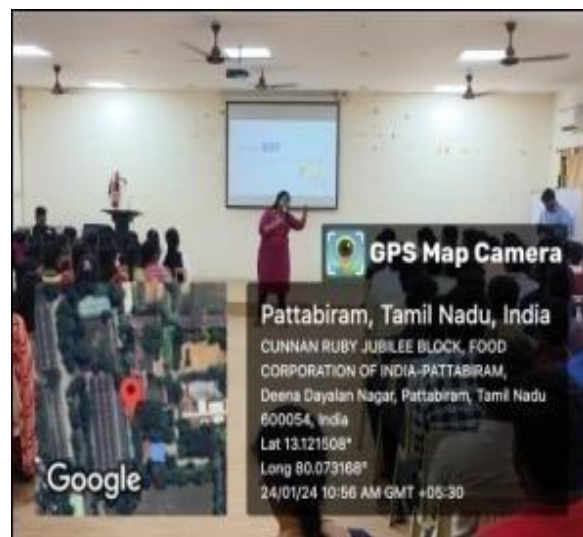 GPS Map Camera
Pattabiram, Tamil Nadu, India
CUNNAN RUBY JUBILEE BLOCK, FOOD
CORPORATION OF INDIA-PATTABIRAM,
Deena Dayalan Nagar, Pattabiram, Tamil Nadu
600054, India
Lat 13.121508°
Long 80.073168°
24/01/24 10:56 AM GMT +05:30
Google